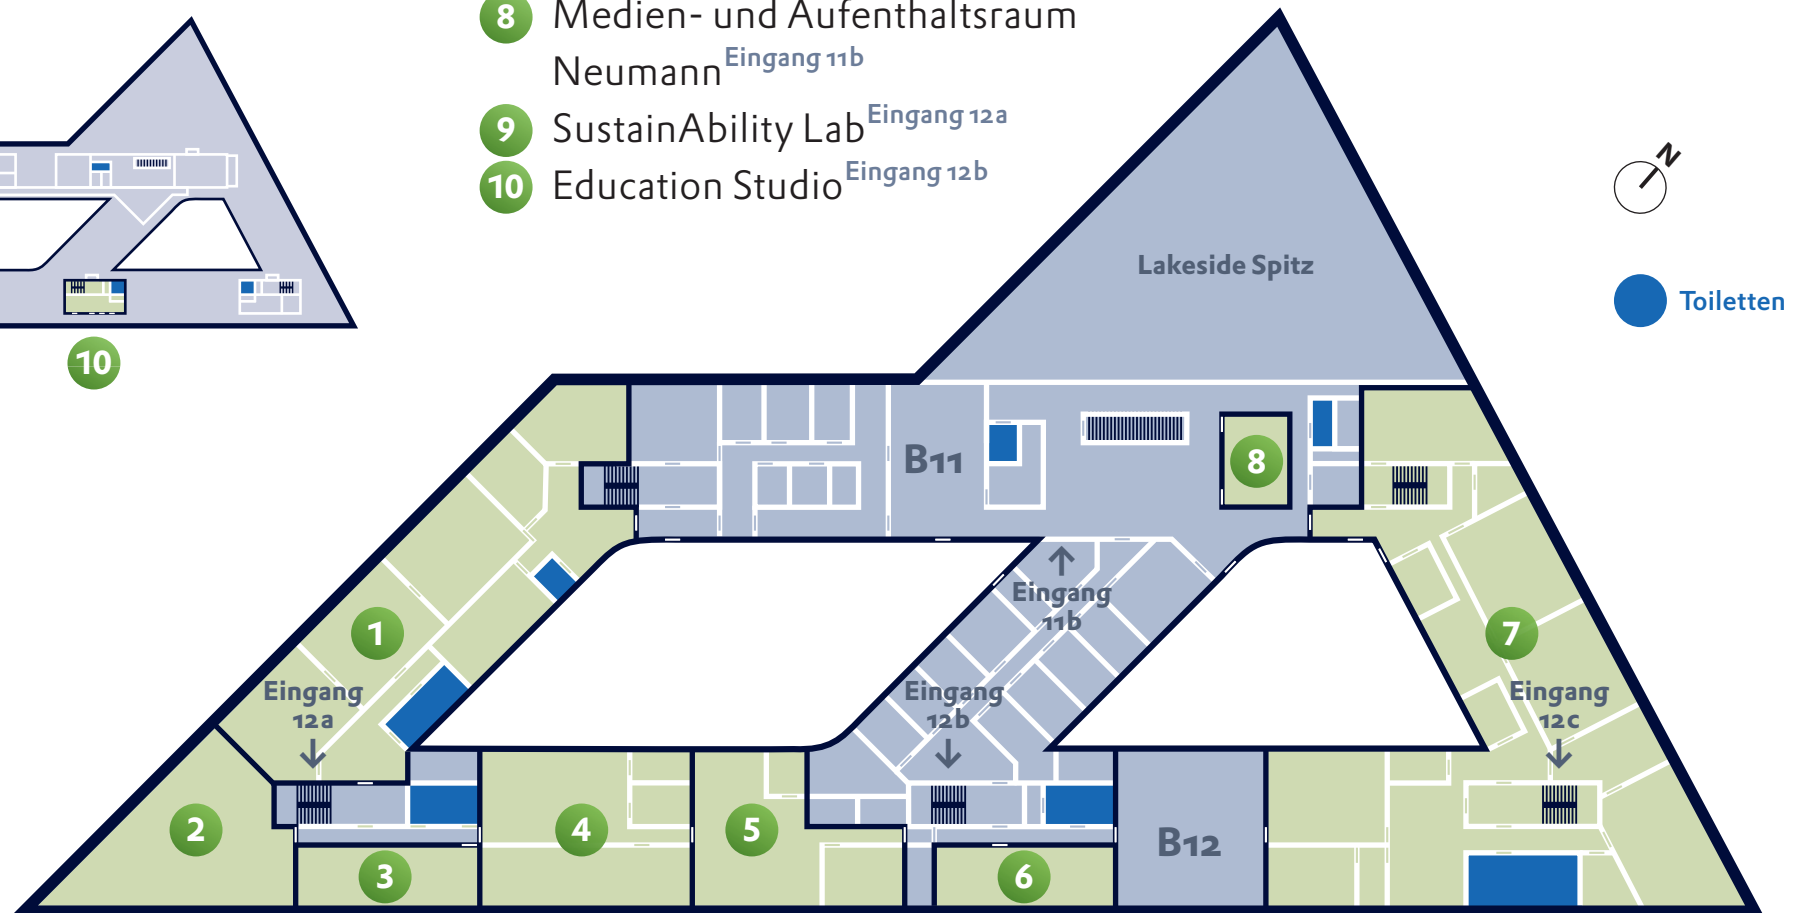 8 Medien- und Aufenthaltsraum
Neumann Eingang 11b
9 SustainAbility Lab Eingang 12a
10 Education Studio Eingang 12b
N
Toiletten
10
Lakeside Spitz
B11
8
Eingang
11b
1
7
Eingang
12a
Eingang
12b
Eingang
12c
2
4
5
B12
3
6